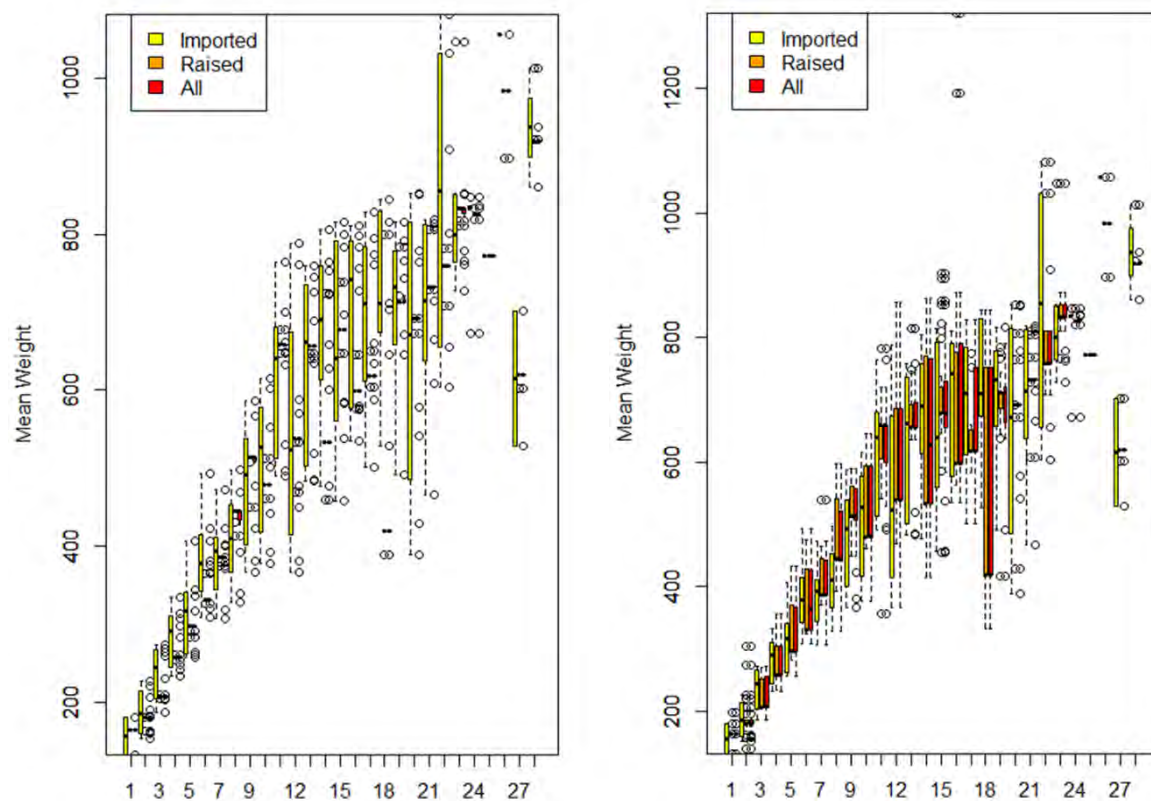 Imported
Raised
All
Mean Weight
200 400 600 800 1000
1 3 5 7 9 12 15 18 21 24 27
Imported
Raised
All
Mean Weight
200 400 600 800 1000 1200
1 3 5 7 9 12 15 18 21 24 27